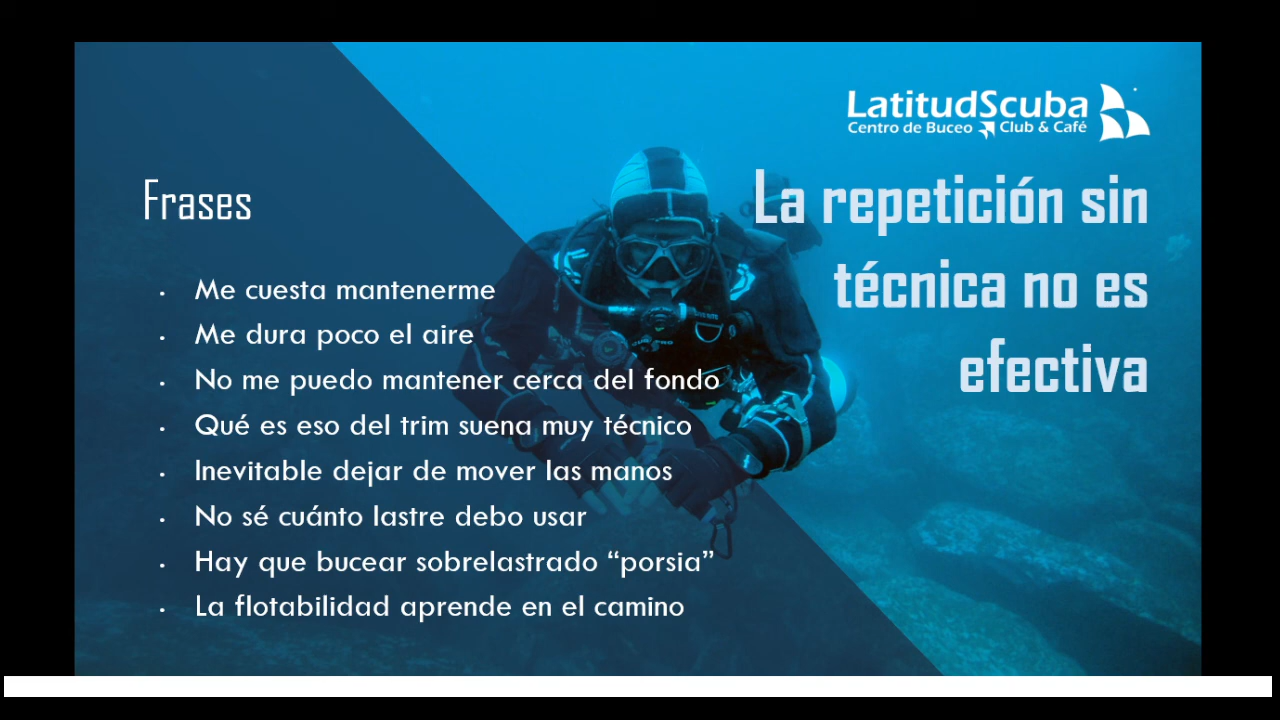 LatitudScuba
Centro de Buceo Club & Café
La repetición sin
técnica no es
efectiva
Frases
• Me cuesta mantenerme
• Me dura poco el aire
• No me puedo mantener cerca del fondo
• Qué es eso del trim suena muy técnico
• Inevitable dejar de mover las manos
• No sé cuánto lastre debo usar
• Hay que bucear sobrelastrado “porsia”
• La flotabilidad aprende en el camino